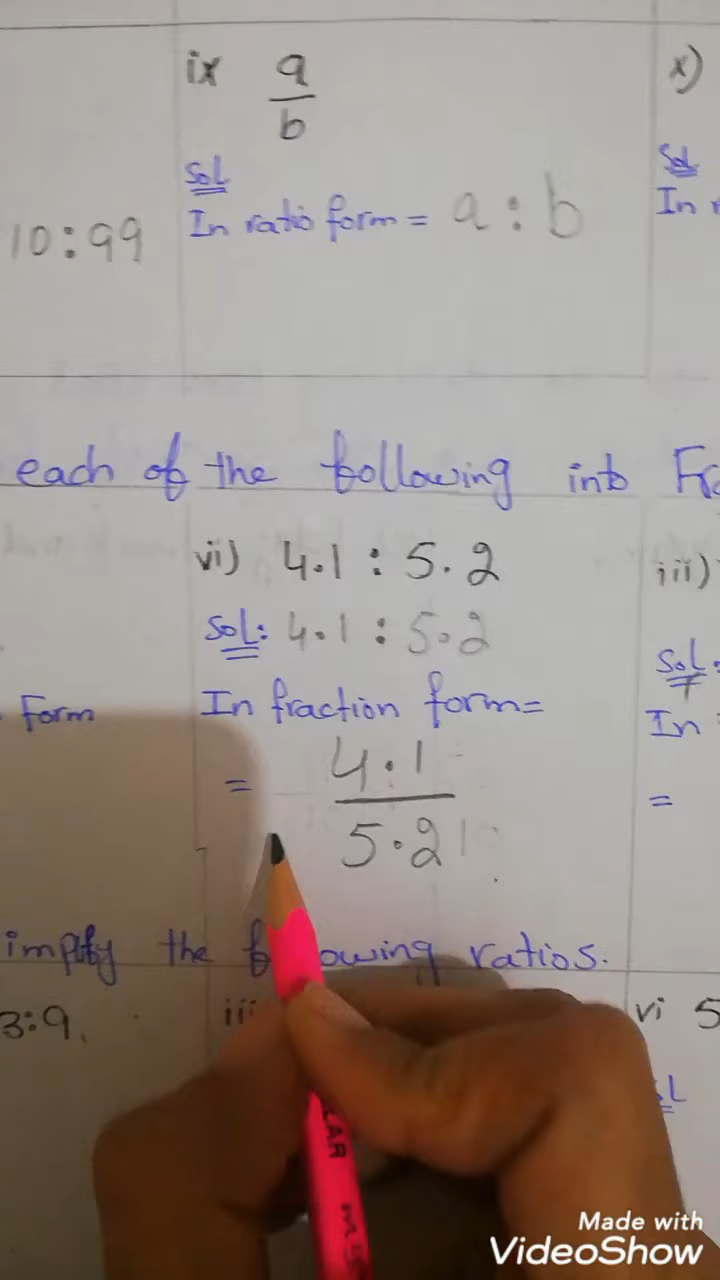 ix a/b
x)
Sol
Sol
10:99
In ratio form = a : b
In
each of the following into
vi) 4.1 : 5.2
iii)
Sol: 4.1 : 5.2
Sol:
Form
In fraction form=
In
= 4.1/5.2
=
the following ratios.
3:9.
iii
vi 5
LAR
Made with
VideoShow